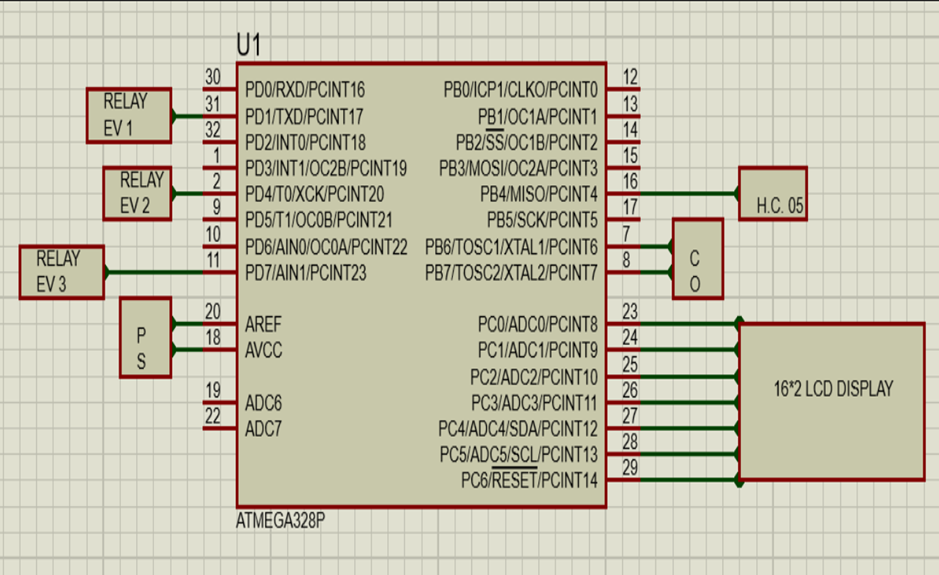 U1
30 PD0/RXD/PCINT16 PB0/ICP1/CLKO/PCINT0 12
RELAY
EV 1
31 PD1/TXD/PCINT17 PB1/OC1A/PCINT1 13
32 PD2/INT0/PCINT18 PB2/SS/OC1B/PCINT2 14
1 PD3/INT1/OC2B/PCINT19 PB3/MOSI/OC2A/PCINT3 15
RELAY
EV 2
2 PD4/T0/XCK/PCINT20 PB4/MISO/PCINT4 16
H.C. 05
9 PD5/T1/OC0B/PCINT21 PB5/SCK/PCINT5 17
10 PD6/AIN0/OC0A/PCINT22 PB6/TOSC1/XTAL1/PCINT6 7
RELAY
EV 3
11 PD7/AIN1/PCINT23 PB7/TOSC2/XTAL2/PCINT7 8
C
O
P
S
20 AREF PC0/ADC0/PCINT8 23
18 AVCC PC1/ADC1/PCINT9 24
PC2/ADC2/PCINT10 25
16*2 LCD DISPLAY
19 ADC6 PC3/ADC3/PCINT11 26
22 ADC7 PC4/ADC4/SDA/PCINT12 27
PC5/ADC5/SCL/PCINT13 28
PC6/RESET/PCINT14 29
ATMEGA328P